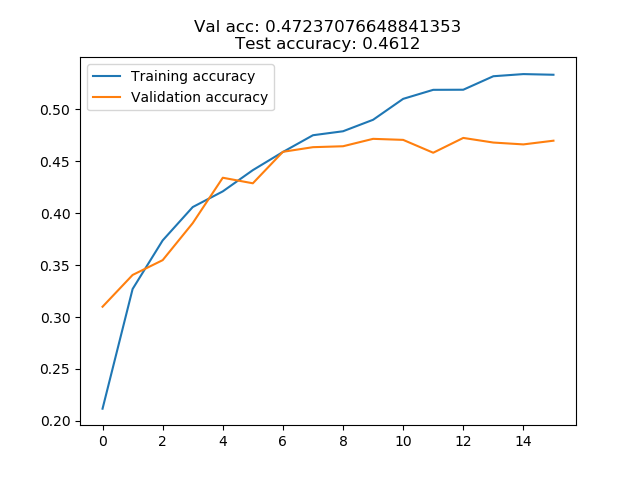 Val acc: 0.47237076648841353
Test accuracy: 0.4612
Training accuracy
Validation accuracy
0.50
0.45
0.40
0.35
0.30
0.25
0.20
0 2 4 6 8 10 12 14